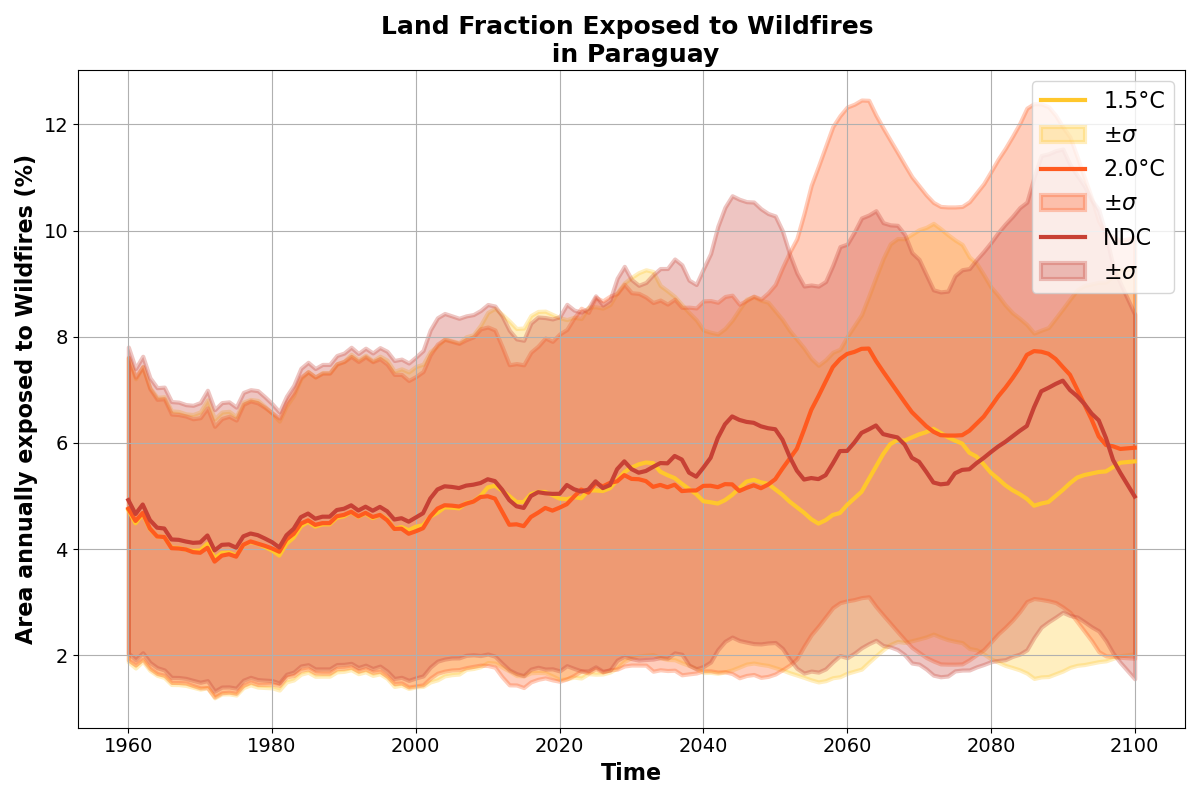 Land Fraction Exposed to Wildfires
in Paraguay
Area annually exposed to Wildfires (%)
12
10
8
6
4
2
1960 1980 2000 2020 2040 2060 2080 2100
Time
1.5°C
±σ
2.0°C
±σ
NDC
±σ